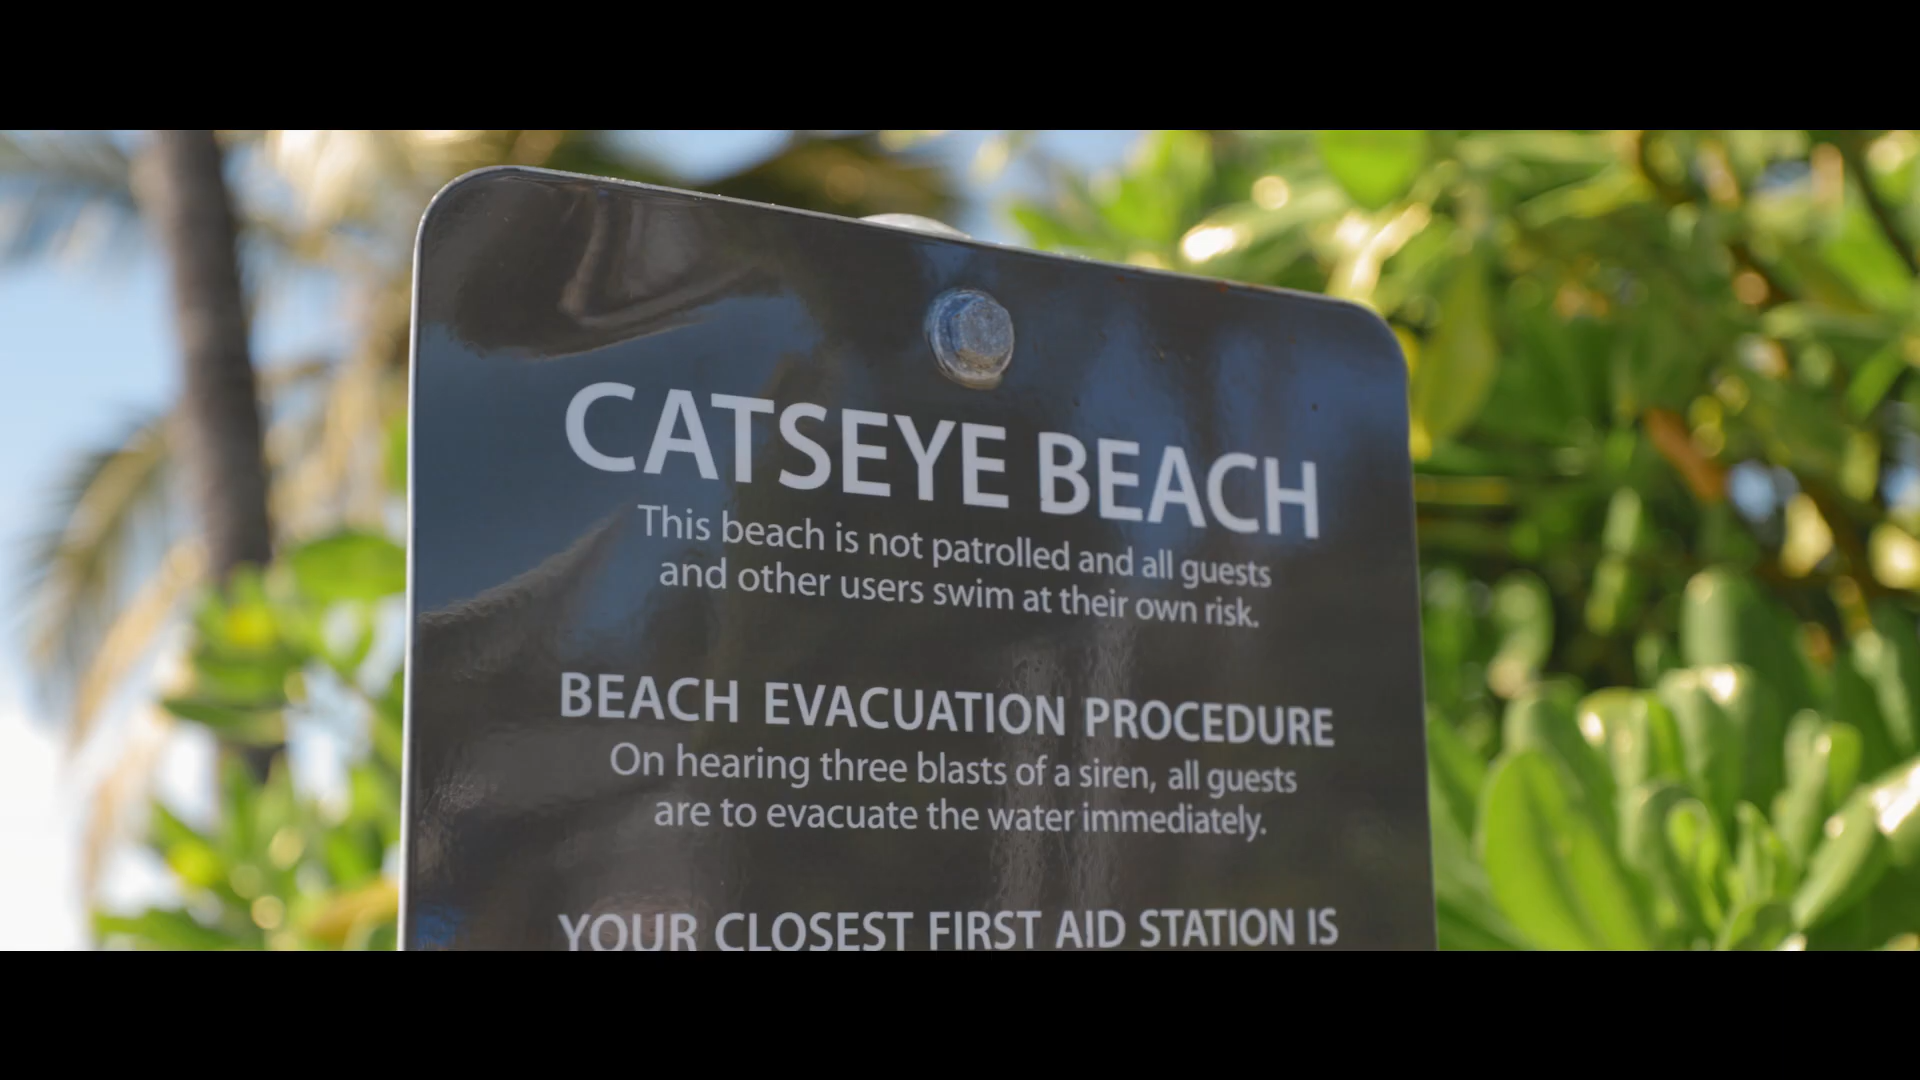 CATSEYE BEACH
This beach is not patrolled and all guests
and other users swim at their own risk.
BEACH EVACUATION PROCEDURE
On hearing three blasts of a siren, all guests
are to evacuate the water immediately.
YOUR CLOSEST FIRST AID STATION IS